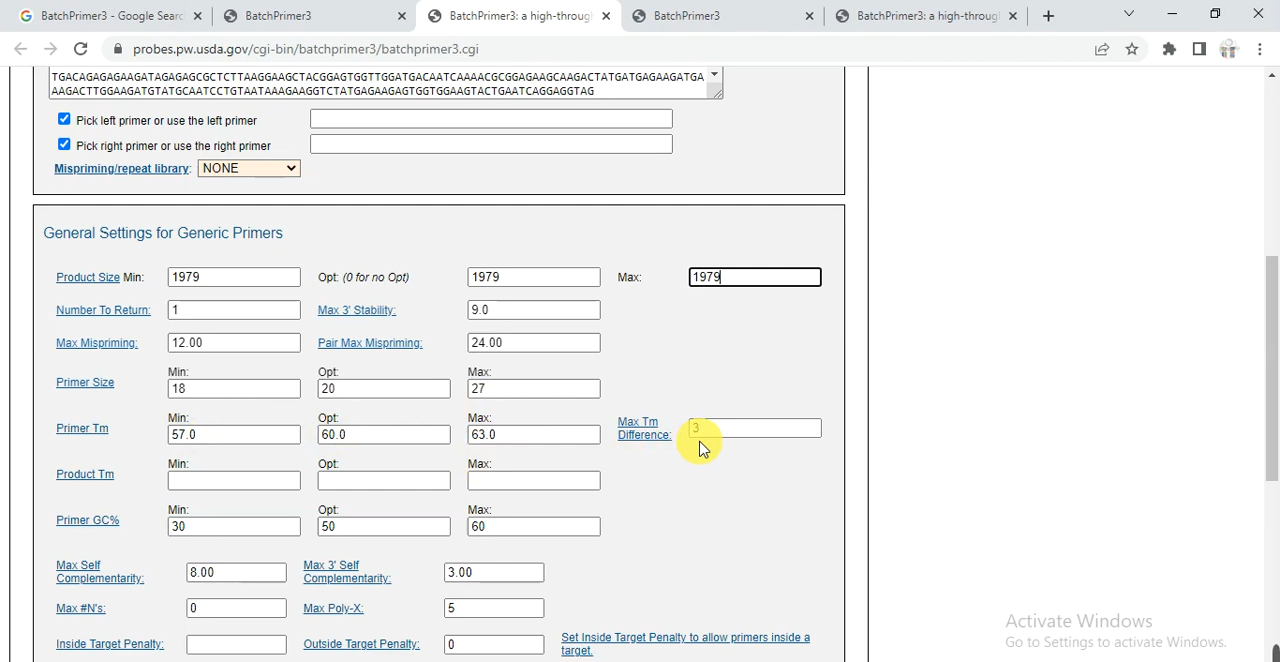 BatchPrimer3 - Google Searc
BatchPrimer3
BatchPrimer3: a high-throug
BatchPrimer3
BatchPrimer3: a high-throug
probes.pw.usda.gov/cgi-bin/batchprimer3/batchprimer3.cgi
TGACAGAGAGAAGATAGAGAGCGCTCTTAAGGAAGCTACGGAGTGGTTGGATGACAATCAAAACGCGGAGAAGCAAGACTATGATGAGAAGATGA
AAGACTTGGAAGATGTATGCAATCCTGTAATAAAGAAGGTCTATGAGAAGAGTGGTGGAAGTACTGAATCAGGAGGTAG
Pick left primer or use the left primer
Pick right primer or use the right primer
Mispriming/repeat library: NONE
General Settings for Generic Primers
Product Size Min: 1979 Opt: (0 for no Opt) 1979 Max: 1979
Number To Return: 1 Max 3' Stability: 9.0
Max Mispriming: 12.00 Pair Max Mispriming: 24.00
Min: Opt: Max:
Primer Size 18 20 27
Min: Opt: Max:
Primer Tm 57.0 60.0 63.0 Max Tm Difference: 3
Min: Opt: Max:
Product Tm
Min: Opt: Max:
Primer GC% 30 50 60
Max Self Complementarity: 8.00 Max 3' Self Complementarity: 3.00
Max #N's: 0 Max Poly-X: 5
Inside Target Penalty: Outside Target Penalty: 0 Set Inside Target Penalty to allow primers inside a target.
Activate Windows
Go to Settings to activate Windows.